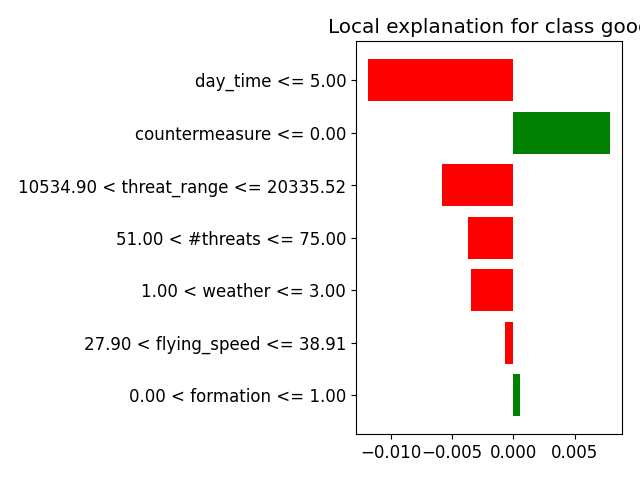 Local explanation for class goo
day_time <= 5.00
countermeasure <= 0.00
10534.90 < threat_range <= 20335.52
51.00 < #threats <= 75.00
1.00 < weather <= 3.00
27.90 < flying_speed <= 38.91
0.00 < formation <= 1.00
−0.010 −0.005 0.000 0.005